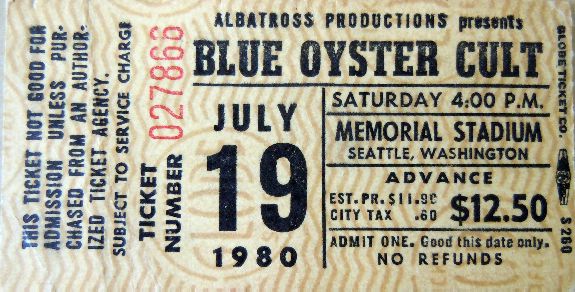 THIS TICKET NOT GOOD FOR
ADMISSION UNLESS PUR-
CHASED FROM AN AUTHOR-
IZED TICKET AGENCY.
SUBJECT TO SERVICE CHARGE
TICKET
NUMBER
027866
ALBATROSS PRODUCTIONS presents
BLUE OYSTER CULT
JULY
19
1980
SATURDAY 4:00 P.M.
MEMORIAL STADIUM
SEATTLE, WASHINGTON
ADVANCE
EST. PR. $11.90
CITY TAX .60
$12.50
ADMIT ONE. Good this date only.
NO REFUNDS
GLOBE TICKET CO.
S 260